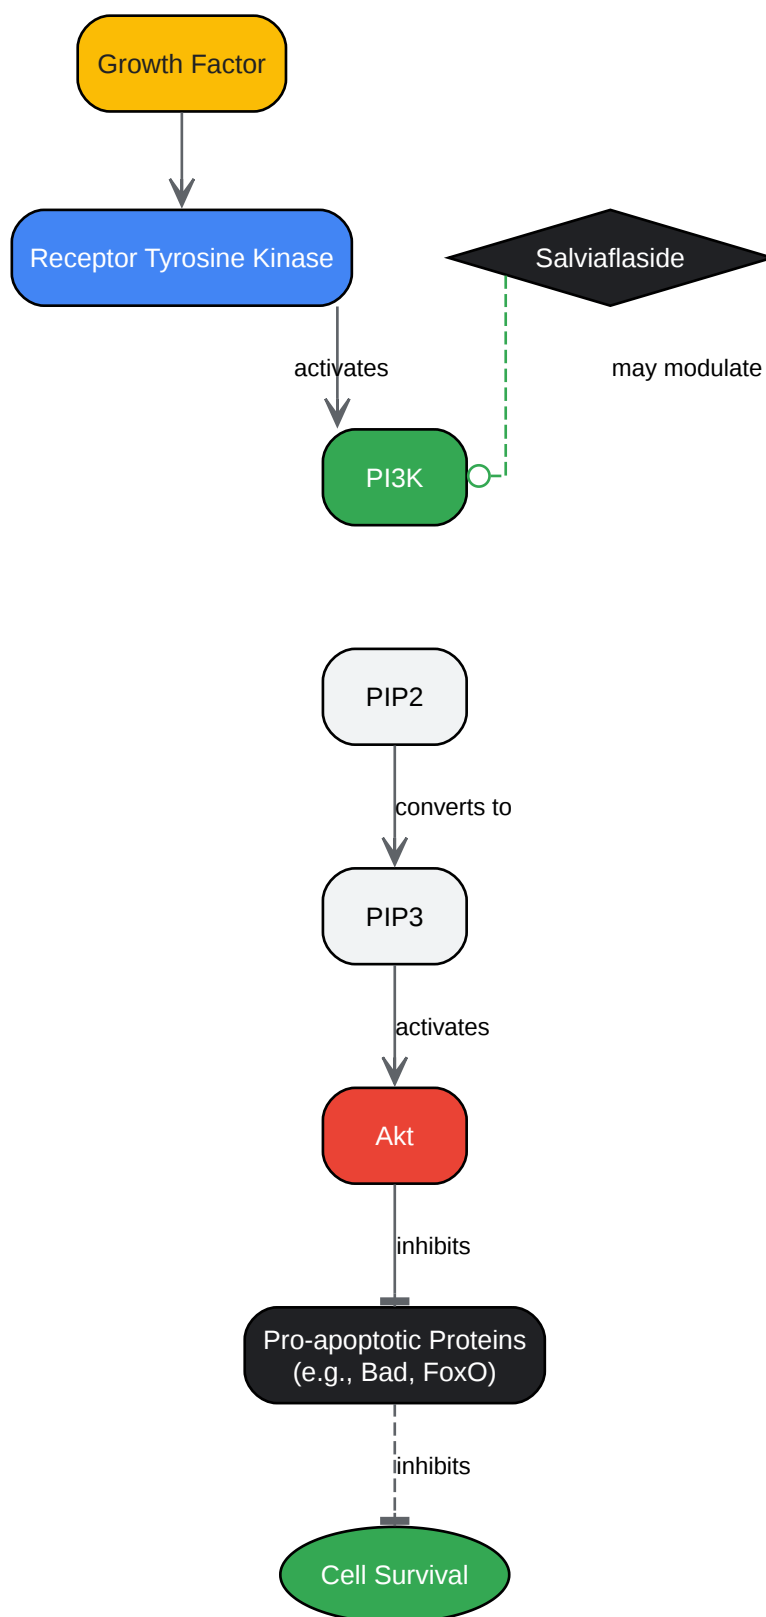 Growth Factor
Receptor Tyrosine Kinase
Salviaflaside
activates
may modulate
PI3K
PIP2
converts to
PIP3
activates
Akt
inhibits
Pro-apoptotic Proteins
(e.g., Bad, FoxO)
inhibits
Cell Survival